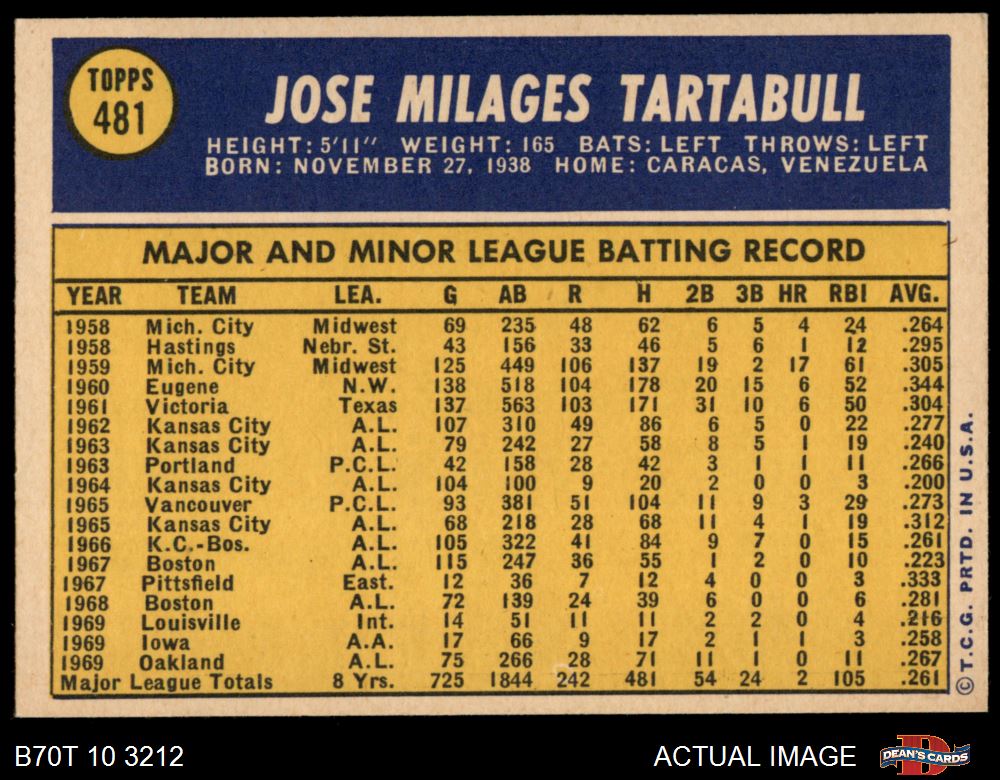 TOPPS
481
JOSE MILAGES TARTABULL
HEIGHT: 5'11" WEIGHT: 165 BATS: LEFT THROWS: LEFT
BORN: NOVEMBER 27, 1938 HOME: CARACAS, VENEZUELA
MAJOR AND MINOR LEAGUE BATTING RECORD
YEAR TEAM LEA. G AB R H 2B 3B HR RBI AVG.
1958 Mich. City Midwest 69 235 48 62 6 5 4 24 .264
1958 Hastings Nebr. St. 43 156 33 46 5 6 1 12 .295
1959 Mich. City Midwest 125 449 106 137 19 2 17 61 .305
1960 Eugene N.W. 138 518 104 178 20 15 6 52 .344
1961 Victoria Texas 137 563 103 171 31 10 6 50 .304
1962 Kansas City A.L. 107 310 49 86 6 5 0 22 .277
1963 Kansas City A.L. 79 242 27 58 8 5 1 19 .240
1963 Portland P.C.L. 42 158 28 42 3 1 1 11 .266
1964 Kansas City A.L. 104 100 9 20 2 0 0 3 .200
1965 Vancouver P.C.L. 93 381 51 104 11 9 3 29 .273
1965 Kansas City A.L. 68 218 28 68 11 4 1 19 .312
1966 K.C.-Bos. A.L. 105 322 41 84 9 7 0 15 .261
1967 Boston A.L. 115 247 36 55 1 2 0 10 .223
1967 Pittsfield East. 12 36 7 12 4 0 0 3 .333
1968 Boston A.L. 72 139 24 39 6 0 0 6 .281
1969 Louisville Int. 14 51 11 11 2 2 0 4 .216
1969 Iowa A.A. 17 66 9 17 2 1 1 3 .258
1969 Oakland A.L. 75 266 28 71 11 1 0 11 .267
Major League Totals 8 Yrs. 725 1844 242 481 54 24 2 105 .261
© T.C.G. PRTD. IN U.S.A.
B70T 10 3212 ACTUAL IMAGE DEAN'S CARDS